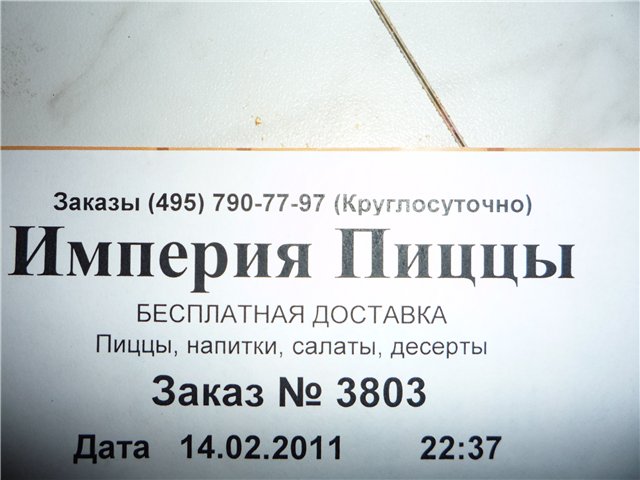 Заказы (495) 790-77-97 (Круглосуточно)
Империя Пиццы
БЕСПЛАТНАЯ ДОСТАВКА
Пиццы, напитки, салаты, десерты
Заказ № 3803
Дата 14.02.2011 22:37